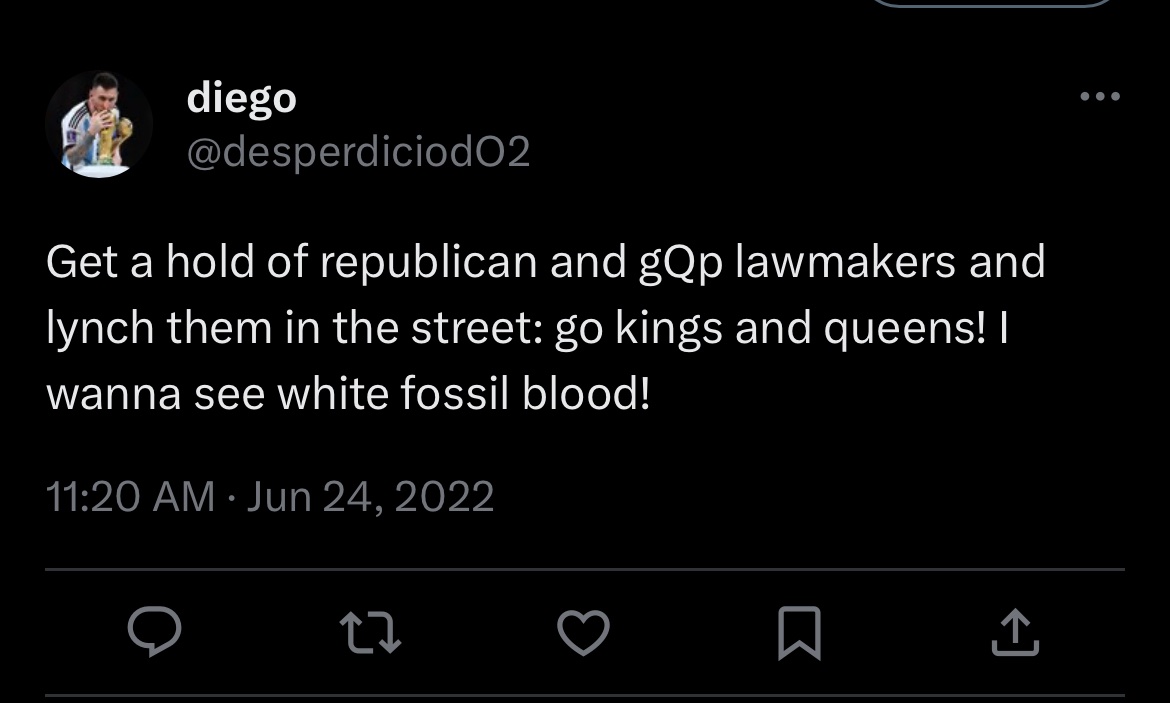 diego
@desperdiciodO2
Get a hold of republican and gQp lawmakers and
lynch them in the street: go kings and queens! I
wanna see white fossil blood!
11:20 AM · Jun 24, 2022